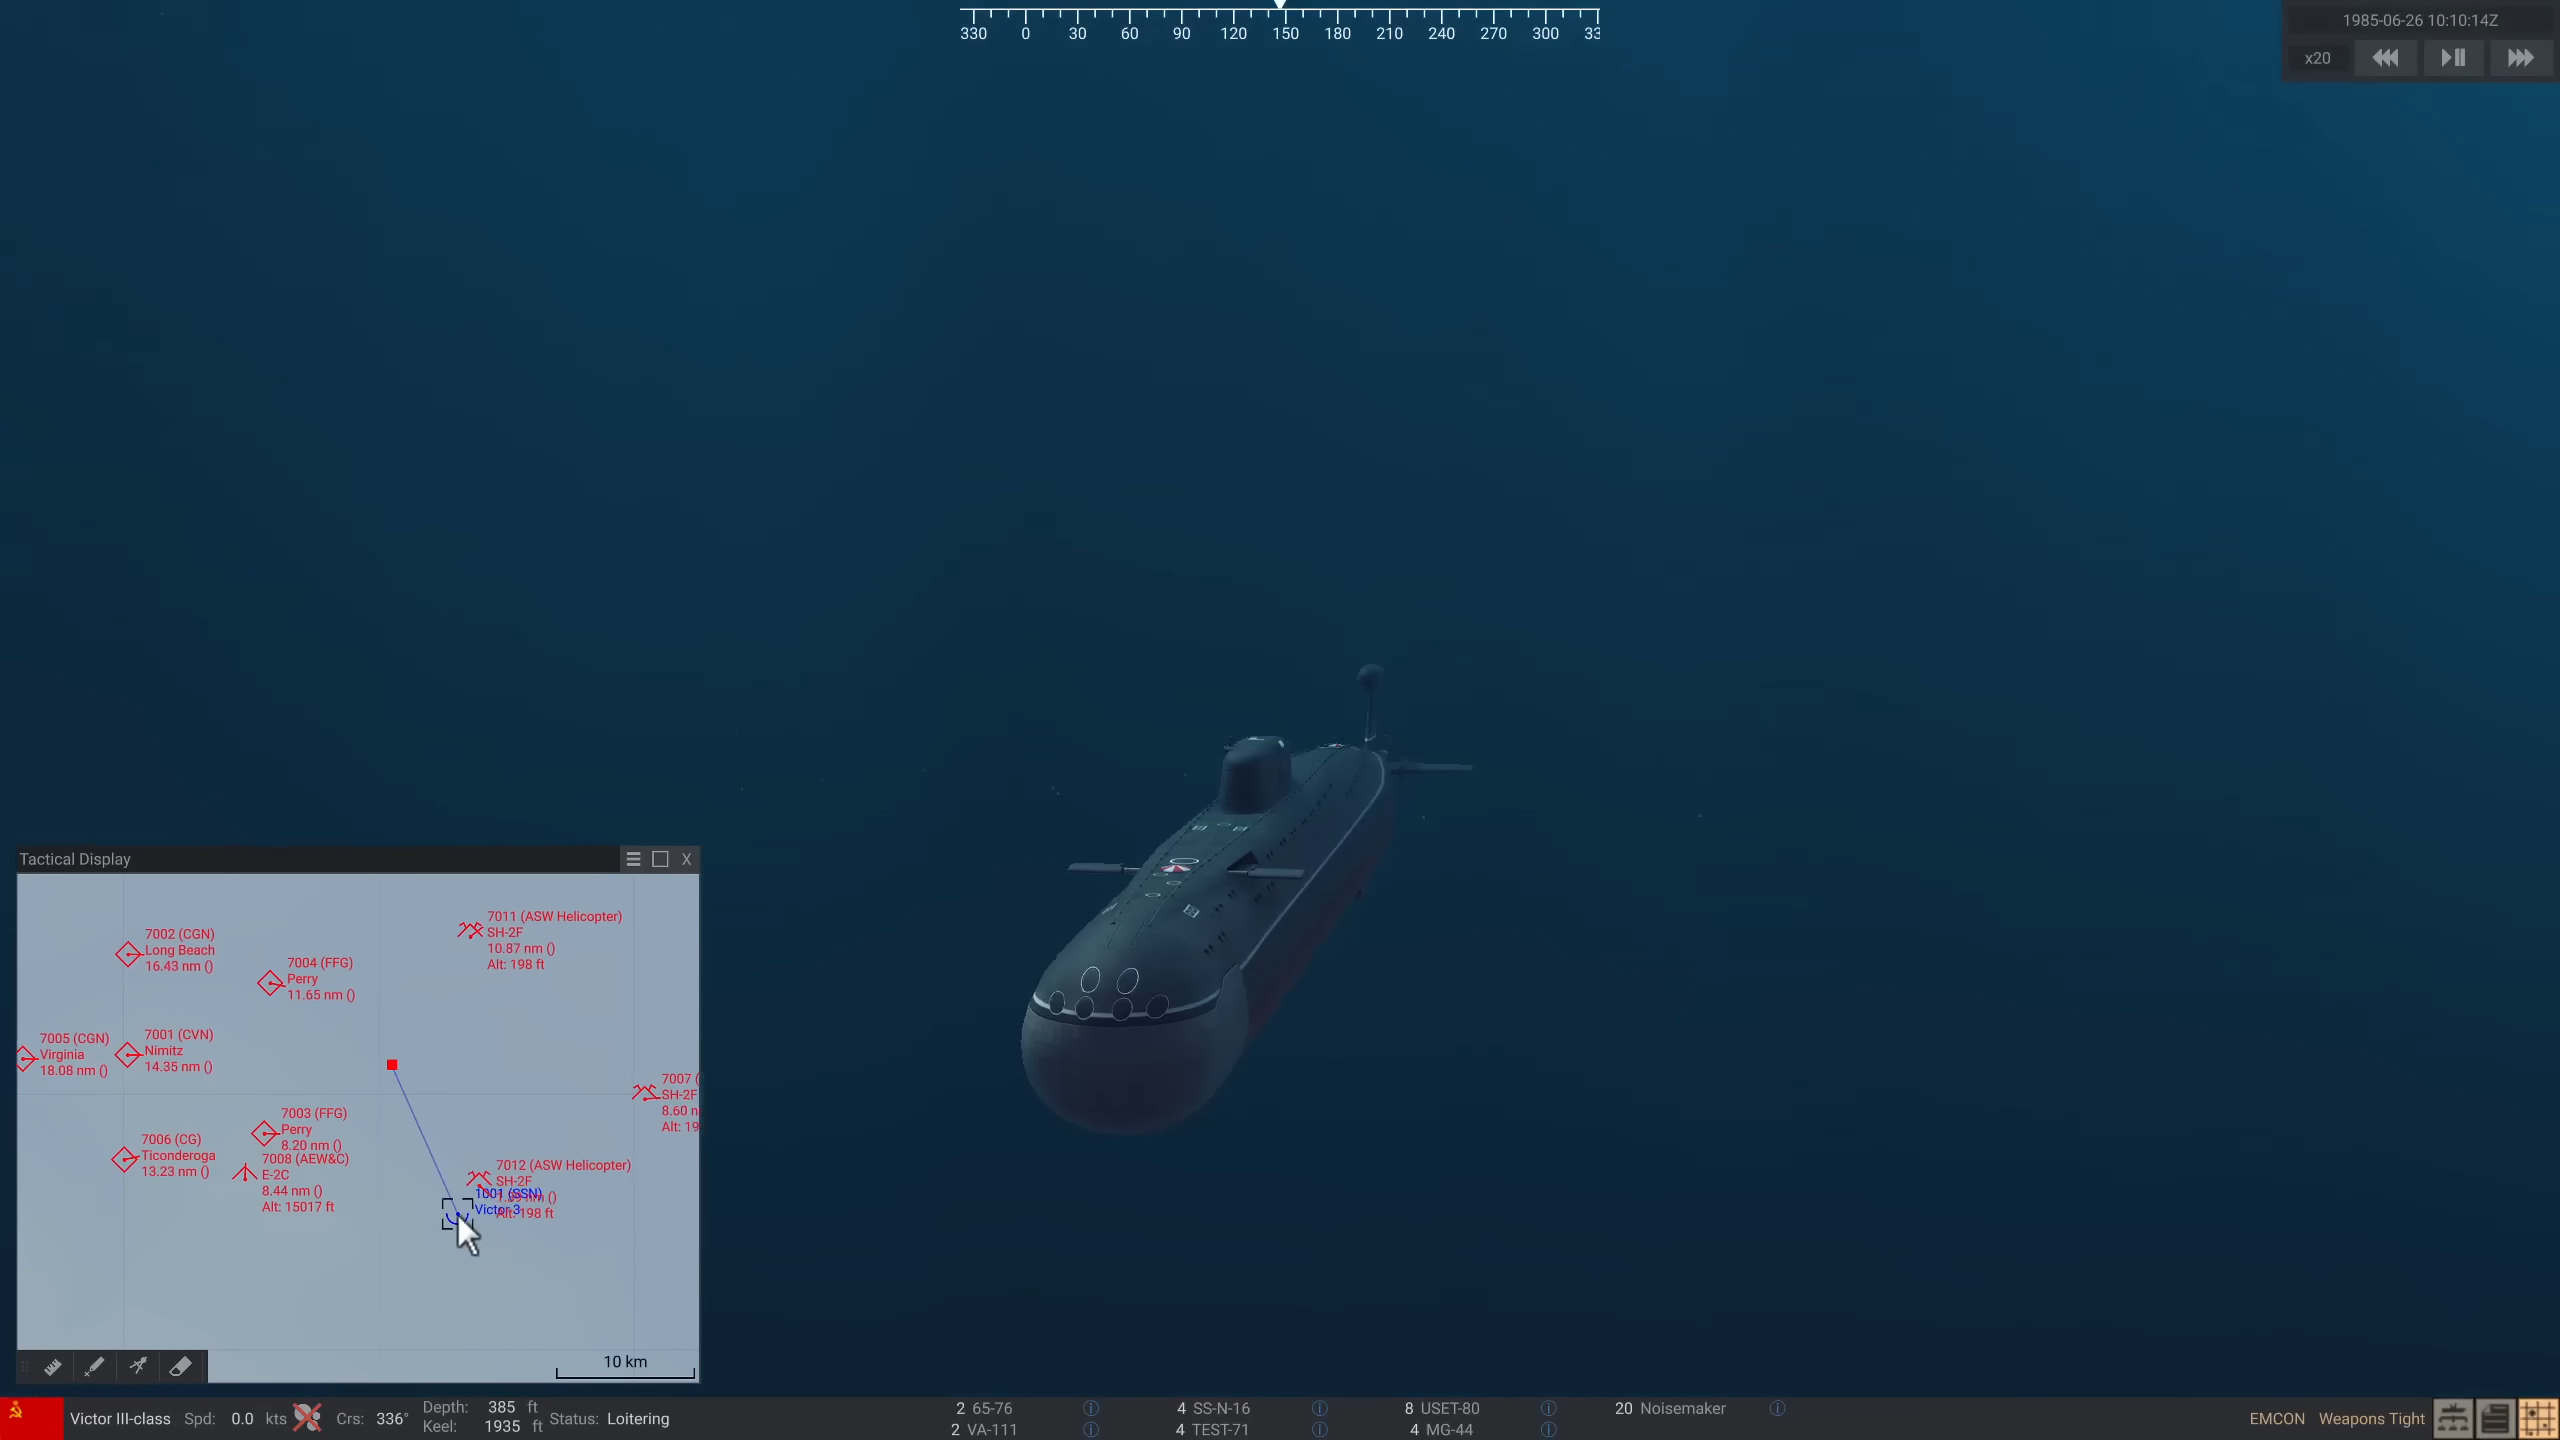 330 0 30 60 90 120 150 180 210 240 270 300 33
1985-06-26 10:10:14Z
x20
Tactical Display
7011 (ASW Helicopter)
SH-2F
10.87 nm ()
Alt: 198 ft
7002 (CGN)
Long Beach
16.43 nm ()
7004 (FFG)
Perry
11.65 nm ()
7005 (CGN)
Virginia
18.08 nm ()
7001 (CVN)
Nimitz
14.35 nm ()
7007 (
SH-2F
8.60 n
Alt: 19
7003 (FFG)
Perry
8.20 nm ()
7006 (CG)
Ticonderoga
13.23 nm ()
7008 (AEW&C)
E-2C
8.44 nm ()
Alt: 15017 ft
7012 (ASW Helicopter)
SH-2F
nm ()
Alt: 198 ft
1001 (SSN)
Victor 3
10 km
Victor III-class Spd: 0.0 kts Crs: 336° Depth: 385 ft Status: Loitering
Keel: 1935 ft
2 65-76 4 SS-N-16 8 USET-80 20 Noisemaker
2 VA-111 4 TEST-71 4 MG-44
EMCON Weapons Tight